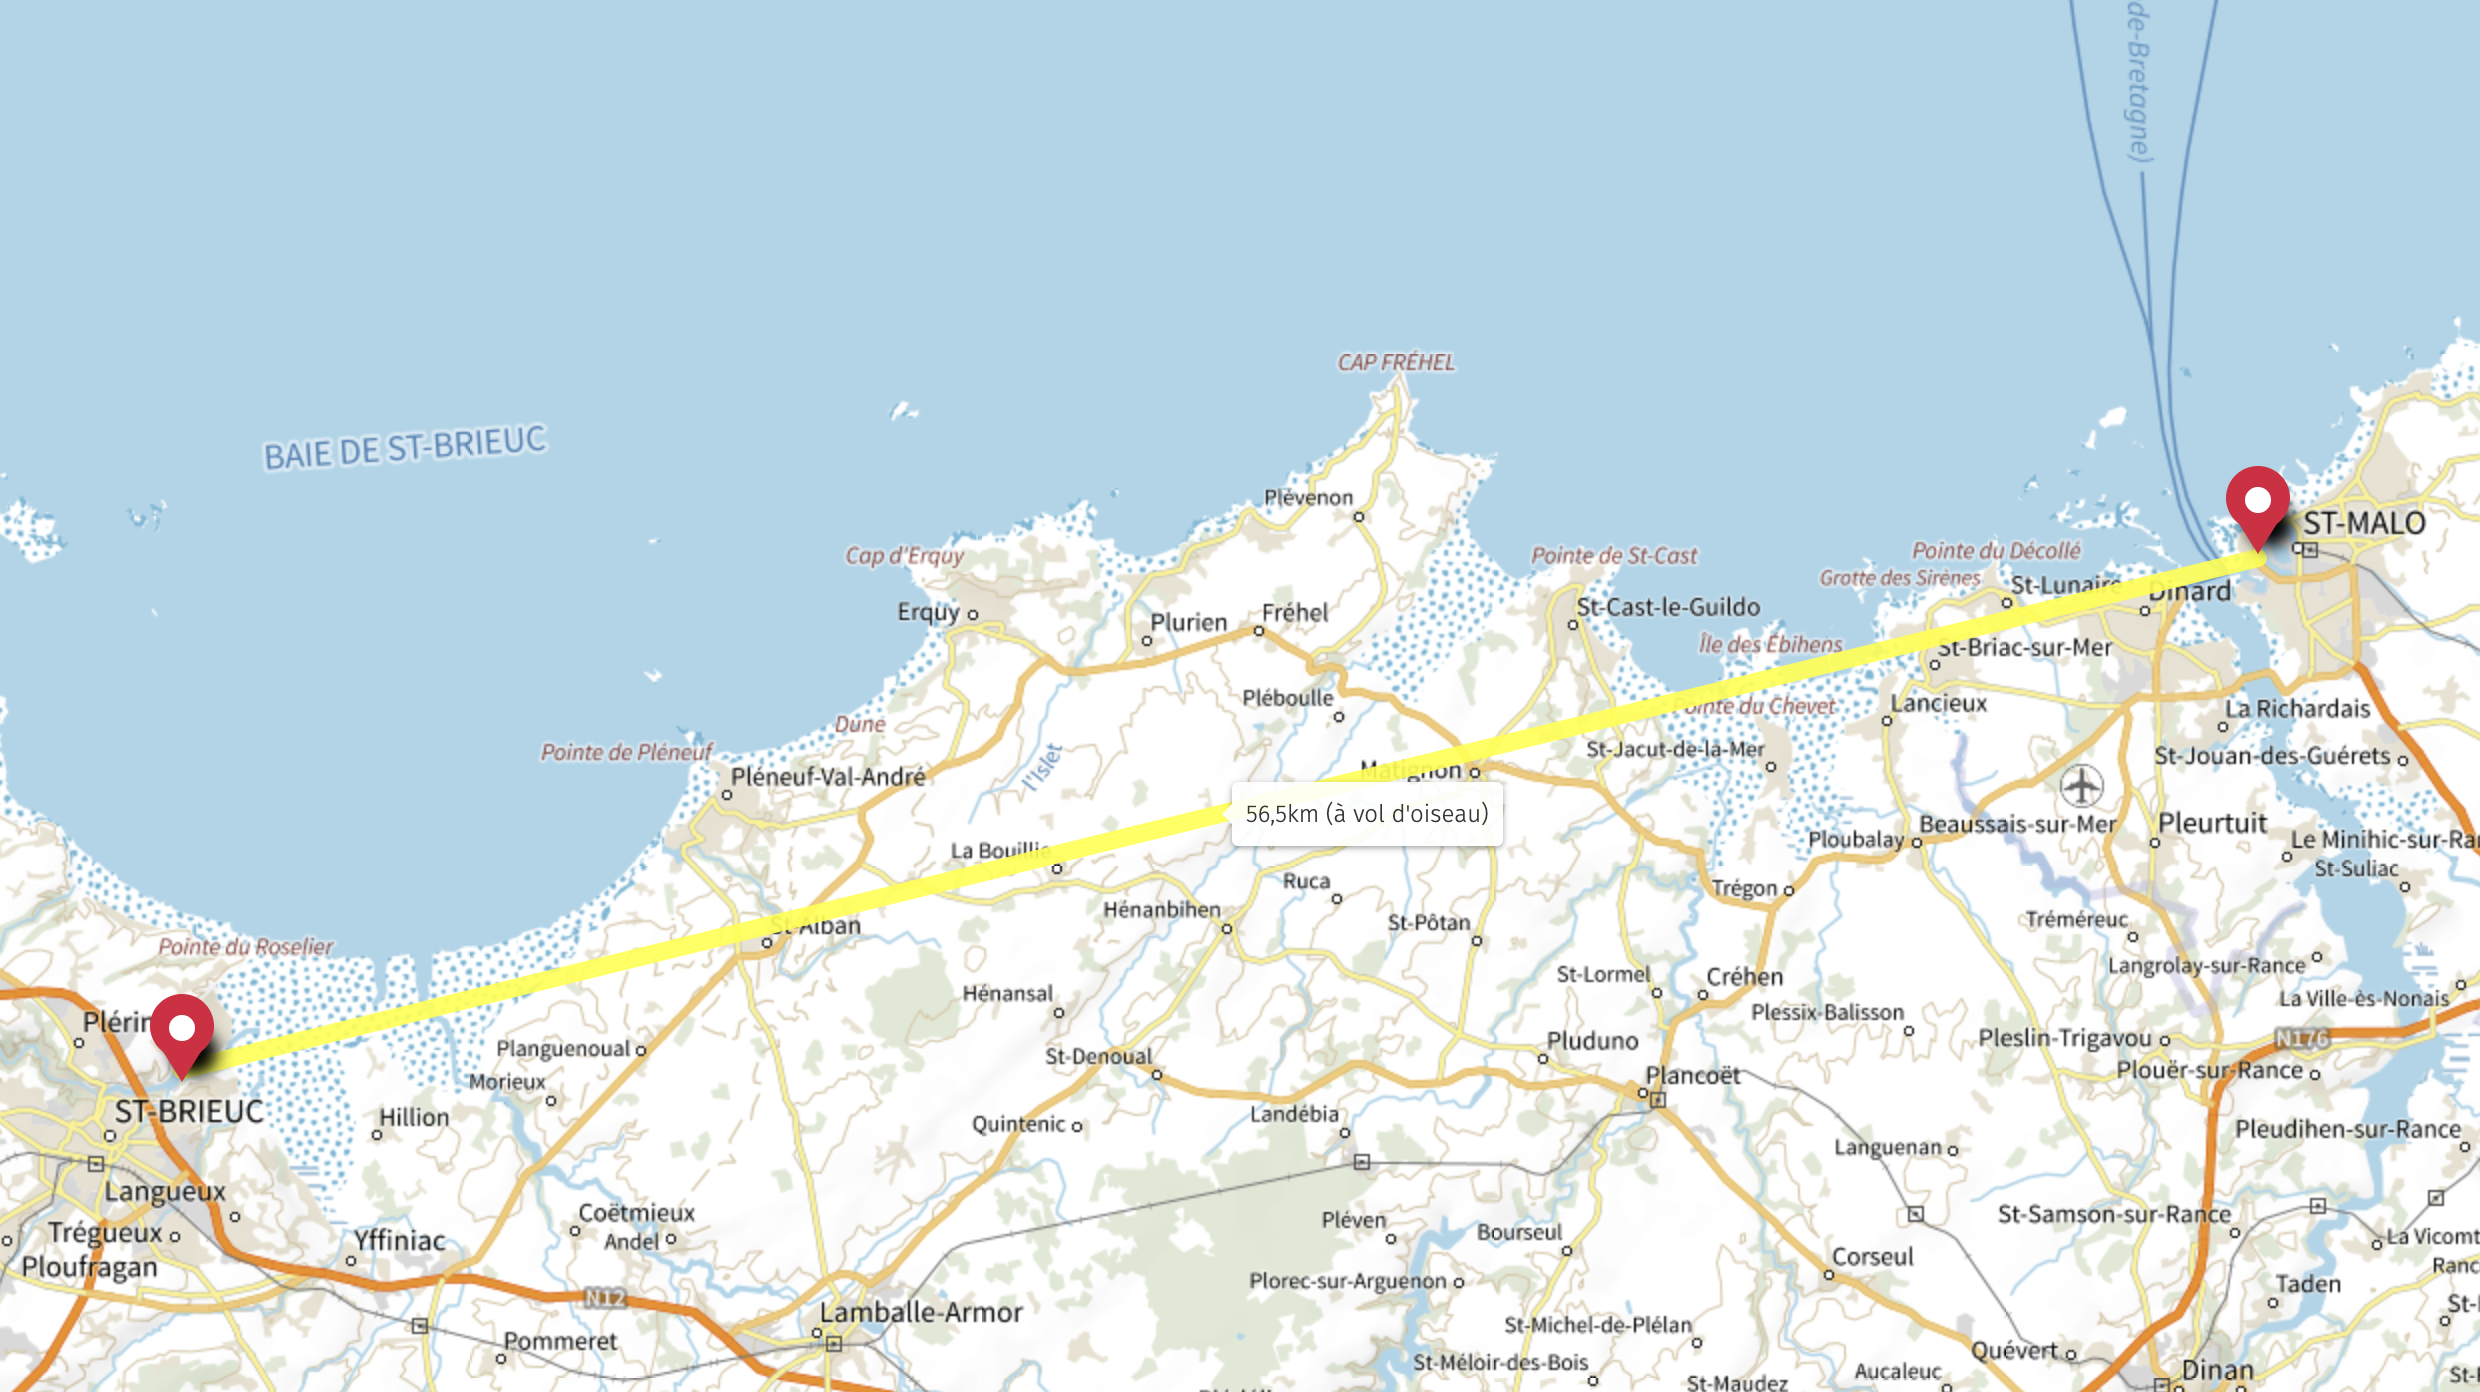 de-Bretagne)
CAP FRÉHEL
BAIE DE ST-BRIEUC
Plévenon
ST-MALO
Cap d'Erquy
Pointe de St-Cast
Pointe du Décollé
Grotte des Sirènes
St-Lunaire
Dinard
Erquy
Plurien
Fréhel
St-Cast-le-Guildo
Île des Ébihens
St-Briac-sur-Mer
Pléboulle
Pointe du Chevet
Lancieux
La Richardais
Dune
Pointe de Pléneuf
l'Islet
St-Jacut-de-la-Mer
St-Jouan-des-Guérets
Pléneuf-Val-André
Matignon
56,5km (à vol d'oiseau)
Ploubalay
Beaussais-sur-Mer
Pleurtuit
Le Minihic-sur-Ra
La Bouillie
St-Suliac
Ruca
Trégon
Hénanbihen
St-Alban
St-Pôtan
Tréméreuc
Pointe du Roselier
Langrolay-sur-Rance
St-Lormel
Créhen
Hénansal
Plessix-Balisson
La Ville-ès-Nonais
Plérin
Planguenoual
St-Denoual
Pluduno
Pleslin-Trigavou
N176
Plouër-sur-Rance
Morieux
Plancoët
ST-BRIEUC
Hillion
Quintenic
Landébia
Languenan
Pleudihen-sur-Rance
Langueux
Coëtmieux
Trégueux
Yffiniac
Andel
Pléven
Bourseul
St-Samson-sur-Rance
La Vicomt
Ranc
Ploufragan
Plorec-sur-Arguenon
Corseul
Taden
N12
Lamballe-Armor
St-Michel-de-Plélan
Pommeret
St-Méloir-des-Bois
Quévert
Aucaleuc
Dinan
St-Maudez